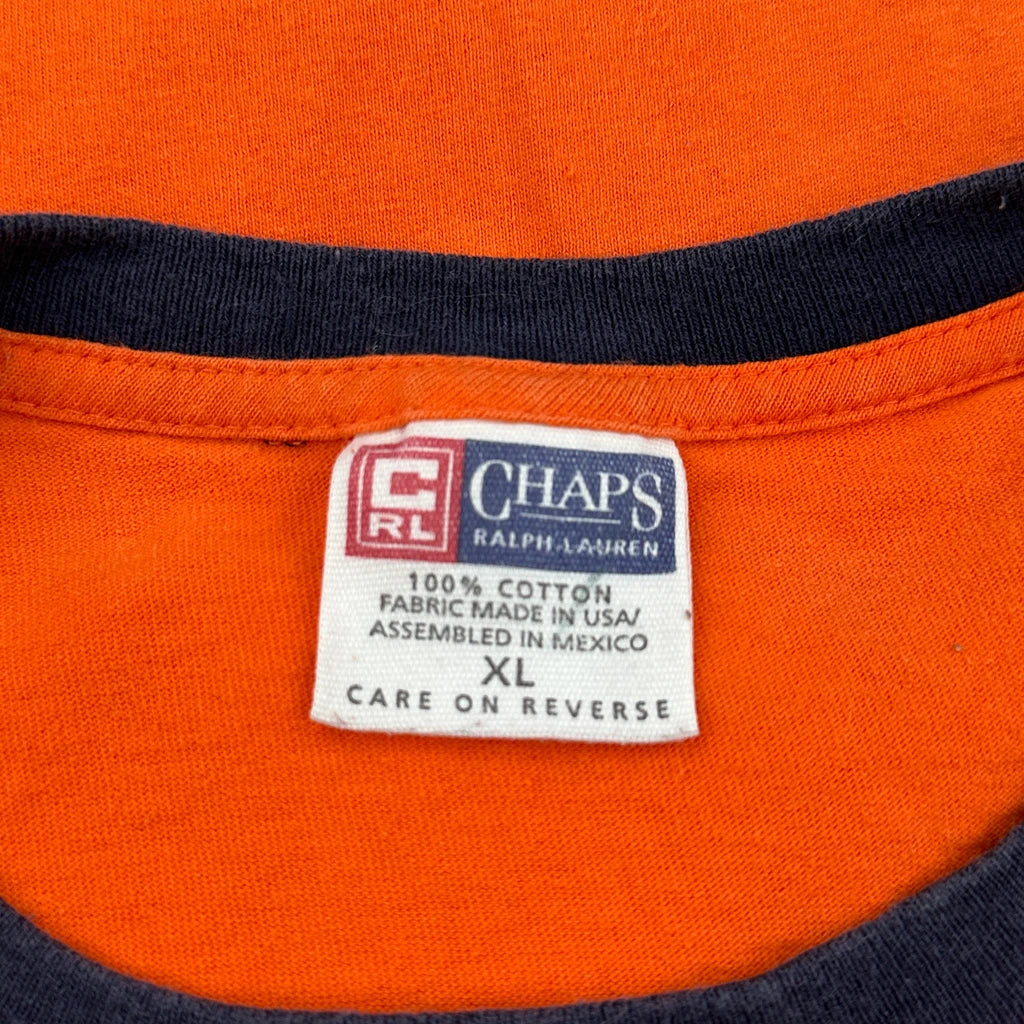 C
RL
CHAPS
RALPH LAUREN
100% COTTON
FABRIC MADE IN USA/
ASSEMBLED IN MEXICO
XL
CARE ON REVERSE